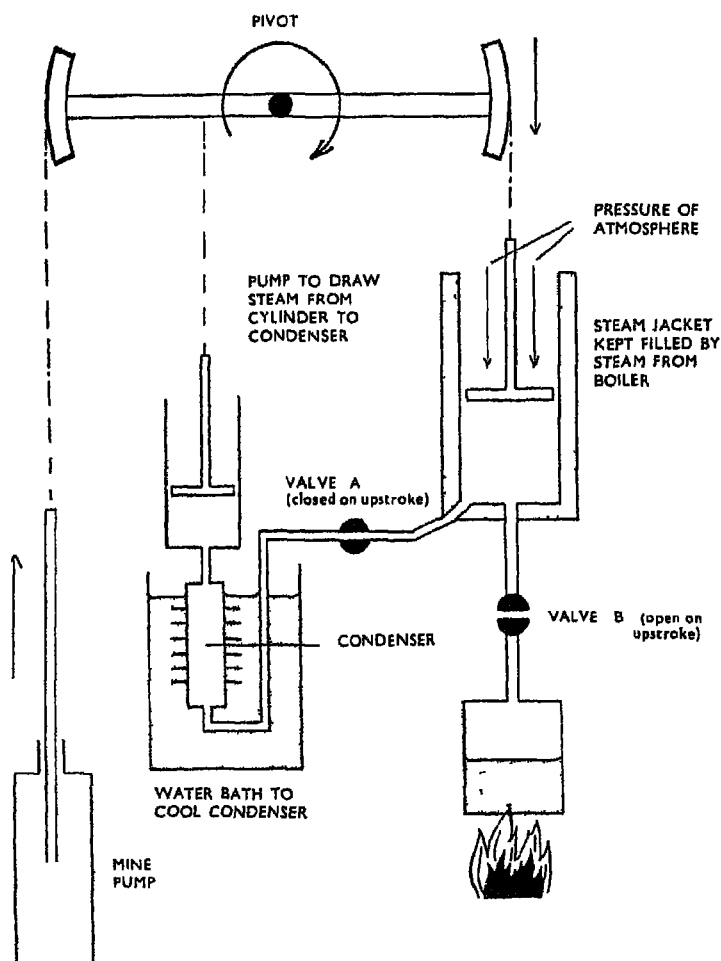 PIVOT
PRESSURE OF
ATMOSPHERE
PUMP TO DRAW
STEAM FROM
CYLINDER TO
CONDENSER
STEAM JACKET
KEPT FILLED BY
STEAM FROM
BOILER
VALVE A
(closed on upstroke)
VALVE B (open on
upstroke)
CONDENSER
WATER BATH TO
COOL CONDENSER
MINE
PUMP